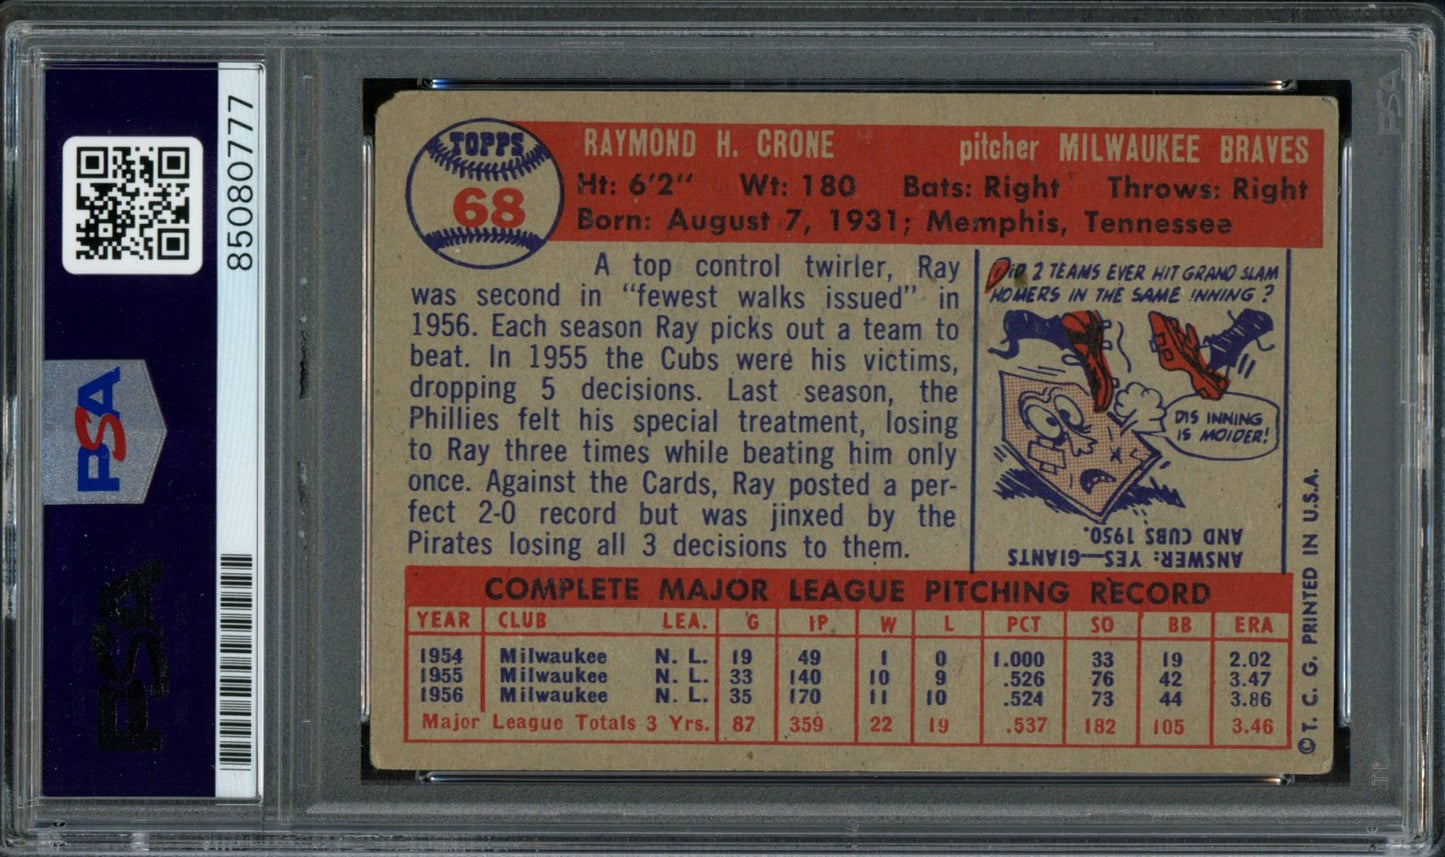 85080777
PSA
PSA
PSA
TOPPS
68
RAYMOND H. CRONE pitcher MILWAUKEE BRAVES
Ht: 6'2" Wt: 180 Bats: Right Throws: Right
Born: August 7, 1931; Memphis, Tennessee
A top control twirler, Ray
was second in "fewest walks issued" in
1956. Each season Ray picks out a team to
beat. In 1955 the Cubs were his victims,
dropping 5 decisions. Last season, the
Phillies felt his special treatment, losing
to Ray three times while beating him only
once. Against the Cards, Ray posted a per-
fect 2-0 record but was jinxed by the
Pirates losing all 3 decisions to them.
DID 2 TEAMS EVER HIT GRAND SLAM
HOMERS IN THE SAME INNING?
DIS INNING
IS MOIDER!
ANSWER: YES—GIANTS
AND CUBS 1950.
COMPLETE MAJOR LEAGUE PITCHING RECORD
YEAR CLUB LEA. G IP W L PCT SO BB ERA
1954 Milwaukee N. L. 19 49 1 0 1.000 33 19 2.02
1955 Milwaukee N. L. 33 140 10 9 .526 76 42 3.47
1956 Milwaukee N. L. 35 170 11 10 .524 73 44 3.86
Major League Totals 3 Yrs. 87 359 22 19 .537 182 105 3.46
© T. C. G. PRINTED IN U.S.A.